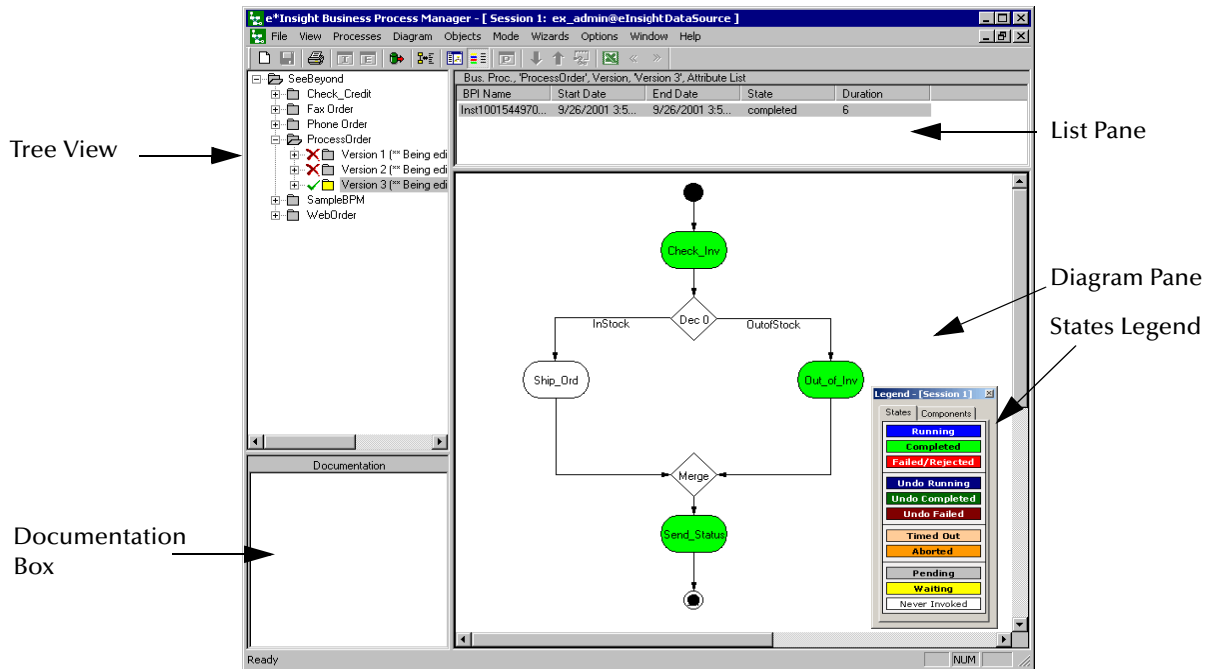 e*Insight Business Process Manager - [ Session 1: ex_admin@eInsightDataSource ]
File View Processes Diagram Objects Mode Wizards Options Window Help
SeeBeyond
Check_Credit
Fax Order
Phone Order
ProcessOrder
Version 1 (** Being edi
Version 2 (** Being edi
Version 3 (** Being edi
SampleBPM
WebOrder
Bus. Proc., 'ProcessOrder', Version, 'Version 3', Attribute List
BPI Name Start Date End Date State Duration
Inst1001544970... 9/26/2001 3:5... 9/26/2001 3:5... completed 6
Tree View
List Pane
Check_Inv
Dec 0
InStock
OutofStock
Ship_Ord
Out_of_Inv
Merge
Send_Status
Diagram Pane
States Legend
Legend - [Session 1]
States Components
Running
Completed
Failed/Rejected
Undo Running
Undo Completed
Undo Failed
Timed Out
Aborted
Pending
Waiting
Never Invoked
Documentation
Documentation
Box
Ready
NUM